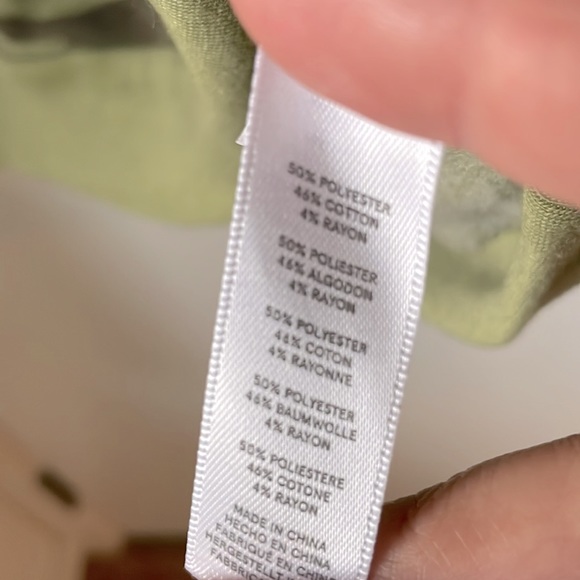 50% POLYESTER
46% COTTON
4% RAYON
50% POLIESTER
46% ALGODON
4% RAYON
50% POLYESTER
46% COTON
4% RAYONNE
50% POLYESTER
46% BAUMWOLLE
4% RAYON
50% POLIESTERE
46% COTONE
4% RAYON
MADE IN CHINA
HECHO EN CHINA
FABRIQUÉ EN CHINA
HERGESTELLT